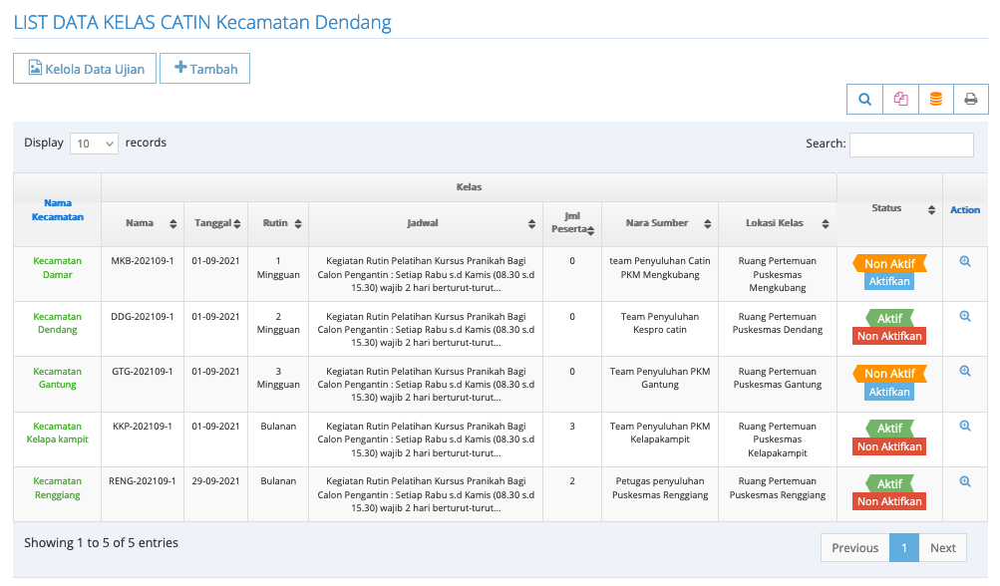 LIST DATA KELAS CATIN Kecamatan Dendang
Kelola Data Ujian
Tambah
Display 10 records
Search:
Nama Kecamatan
Kelas
Nama
Tanggal
Rutin
Jadwal
Jml Peserta
Nara Sumber
Lokasi Kelas
Status
Action
Kecamatan Damar
MKB-202109-1
01-09-2021
1 Mingguan
Kegiatan Rutin Pelatihan Kursus Pranikah Bagi
Calon Pengantin : Setiap Rabu s.d Kamis (08.30 s.d
15.30) wajib 2 hari berturut-turut...
0
team Penyuluhan Catin
PKM Mengkubang
Ruang Pertemuan
Puskesmas
Mengkubang
Non Aktif
Aktifkan
Kecamatan Dendang
DDG-202109-1
01-09-2021
2 Mingguan
Kegiatan Rutin Pelatihan Kursus Pranikah Bagi
Calon Pengantin : Setiap Rabu s.d Kamis (08.30 s.d
15.30) wajib 2 hari berturut-turut...
0
Team Penyuluhan
Kespro catin
Ruang Pertemuan
Puskesmas Dendang
Aktif
Non Aktifkan
Kecamatan Gantung
GTG-202109-1
01-09-2021
3 Mingguan
Kegiatan Rutin Pelatihan Kursus Pranikah Bagi
Calon Pengantin : Setiap Rabu s.d Kamis (08.30 s.d
15.30) wajib 2 hari berturut-turut...
0
Team Penyuluhan PKM
Gantung
Ruang Pertemuan
Puskesmas Gantung
Non Aktif
Aktifkan
Kecamatan Kelapa kampit
KKP-202109-1
01-09-2021
Bulanan
Kegiatan Rutin Pelatihan Kursus Pranikah Bagi
Calon Pengantin : Setiap Rabu s.d Kamis (08.30 s.d
15.30) wajib 2 hari berturut-turut...
3
Team Penyuluhan PKM
Kelapakampit
Ruang Pertemuan
Puskesmas
Kelapakampit
Aktif
Non Aktifkan
Kecamatan Renggiang
RENG-202109-1
29-09-2021
Bulanan
Kegiatan Rutin Pelatihan Kursus Pranikah Bagi
Calon Pengantin : Setiap Rabu s.d Kamis (08.30 s.d
15.30) wajib 2 hari berturut-turut...
2
Petugas penyuluhan
Puskesmas Renggiang
Ruang Pertemuan
Puskesmas Renggiang
Aktif
Non Aktifkan
Showing 1 to 5 of 5 entries
Previous 1 Next